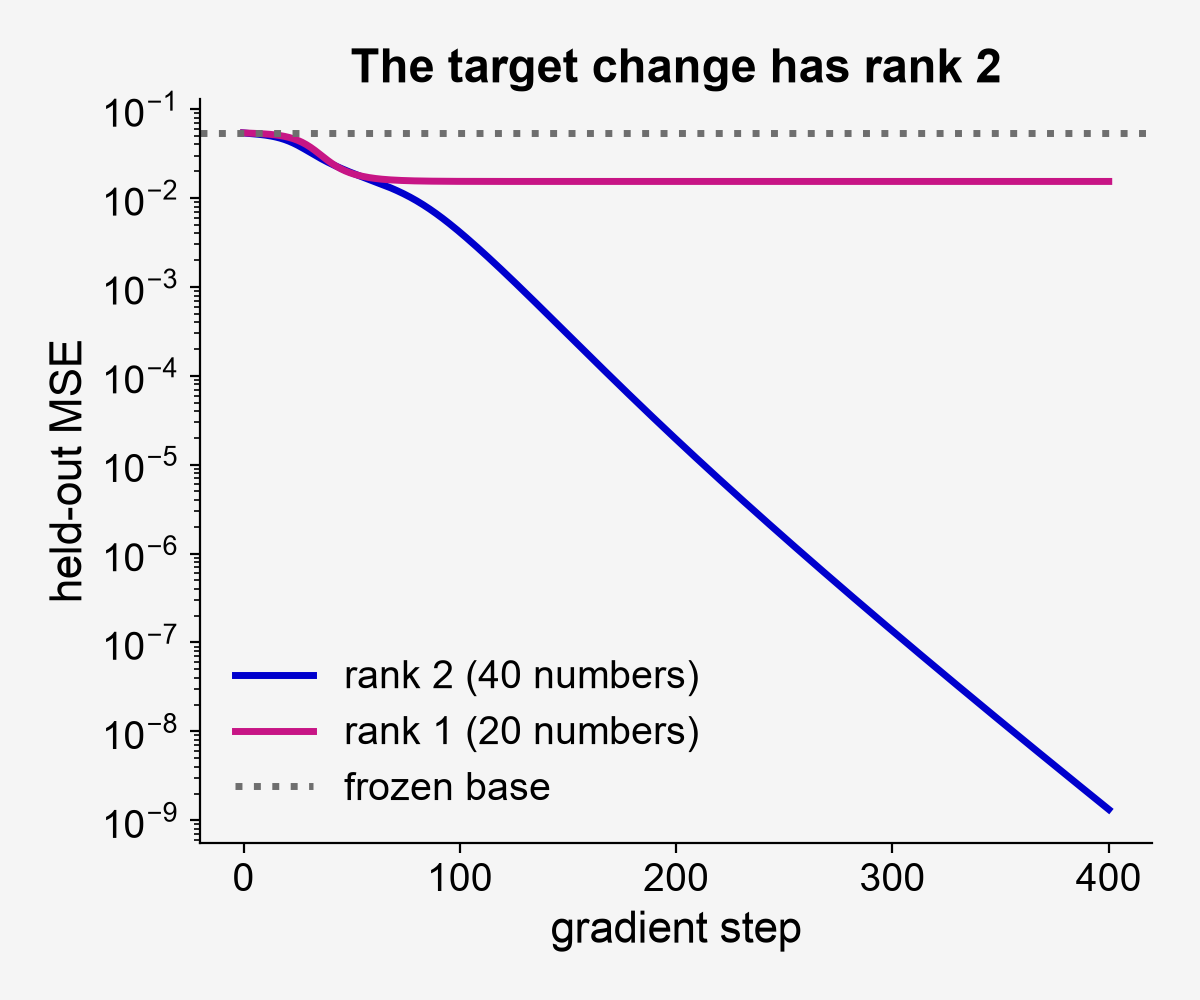 The target change has rank 2
10⁻¹
10⁻²
10⁻³
10⁻⁴
10⁻⁵
10⁻⁶
10⁻⁷
10⁻⁸
10⁻⁹
held-out MSE
rank 2 (40 numbers)
rank 1 (20 numbers)
frozen base
0 100 200 300 400
gradient step